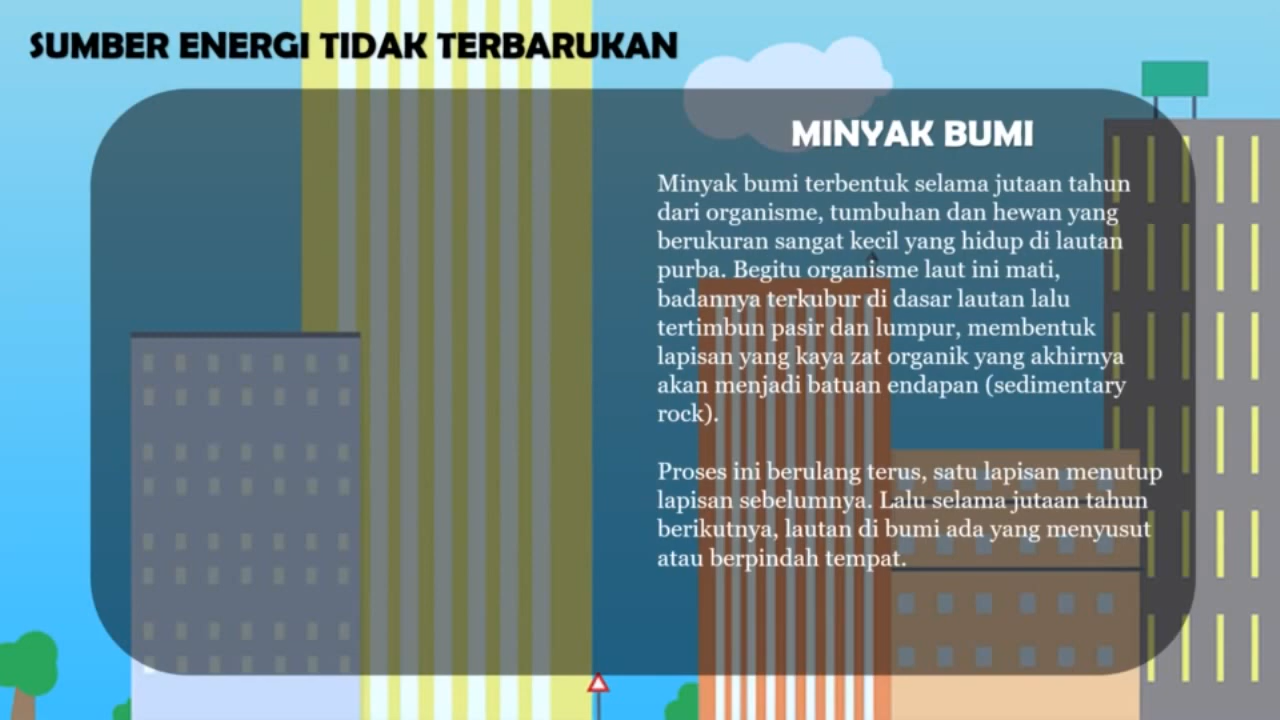 SUMBER ENERGI TIDAK TERBARUKAN
MINYAK BUMI
Minyak bumi terbentuk selama jutaan tahun
dari organisme, tumbuhan dan hewan yang
berukuran sangat kecil yang hidup di lautan
purba. Begitu organisme laut ini mati,
badannya terkubur di dasar lautan lalu
tertimbun pasir dan lumpur, membentuk
lapisan yang kaya zat organik yang akhirnya
akan menjadi batuan endapan (sedimentary
rock).
Proses ini berulang terus, satu lapisan menutup
lapisan sebelumnya. Lalu selama jutaan tahun
berikutnya, lautan di bumi ada yang menyusut
atau berpindah tempat.